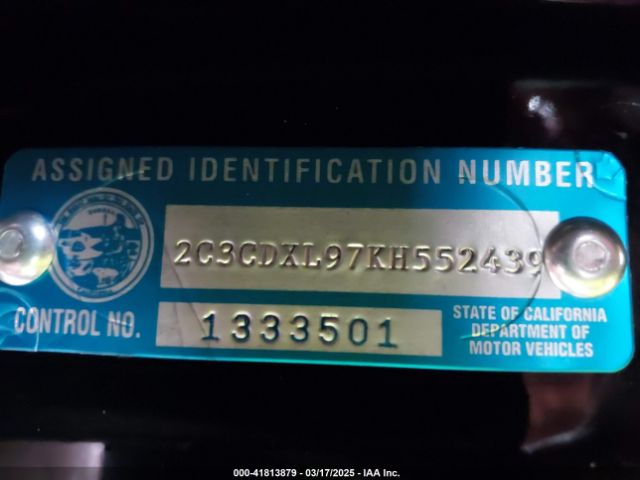 ASSIGNED IDENTIFICATION NUMBER
2C3CDXL97KH552439
CONTROL NO.
1333501
STATE OF CALIFORNIA
DEPARTMENT OF
MOTOR VEHICLES
000-41813879 - 03/17/2025 - IAA Inc.